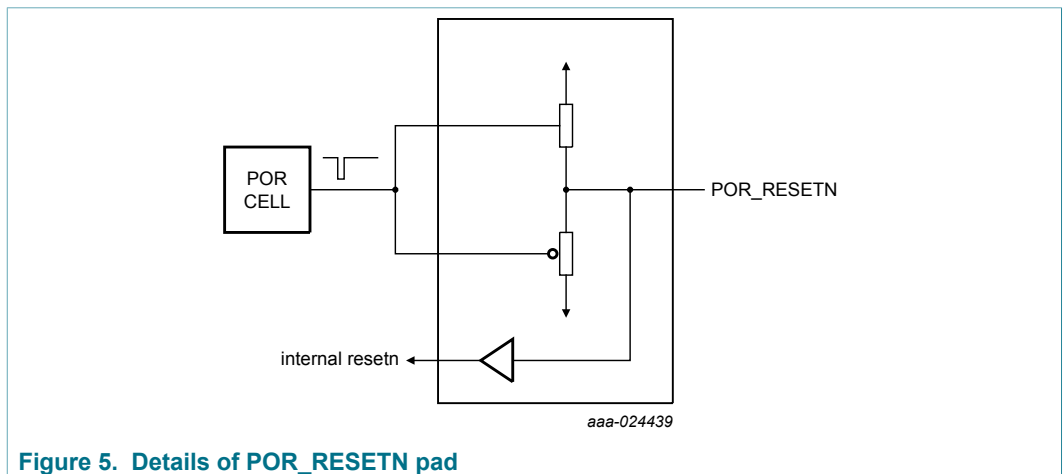 POR
CELL
POR_RESETN
internal resetn
aaa-024439
Figure 5. Details of POR_RESETN pad